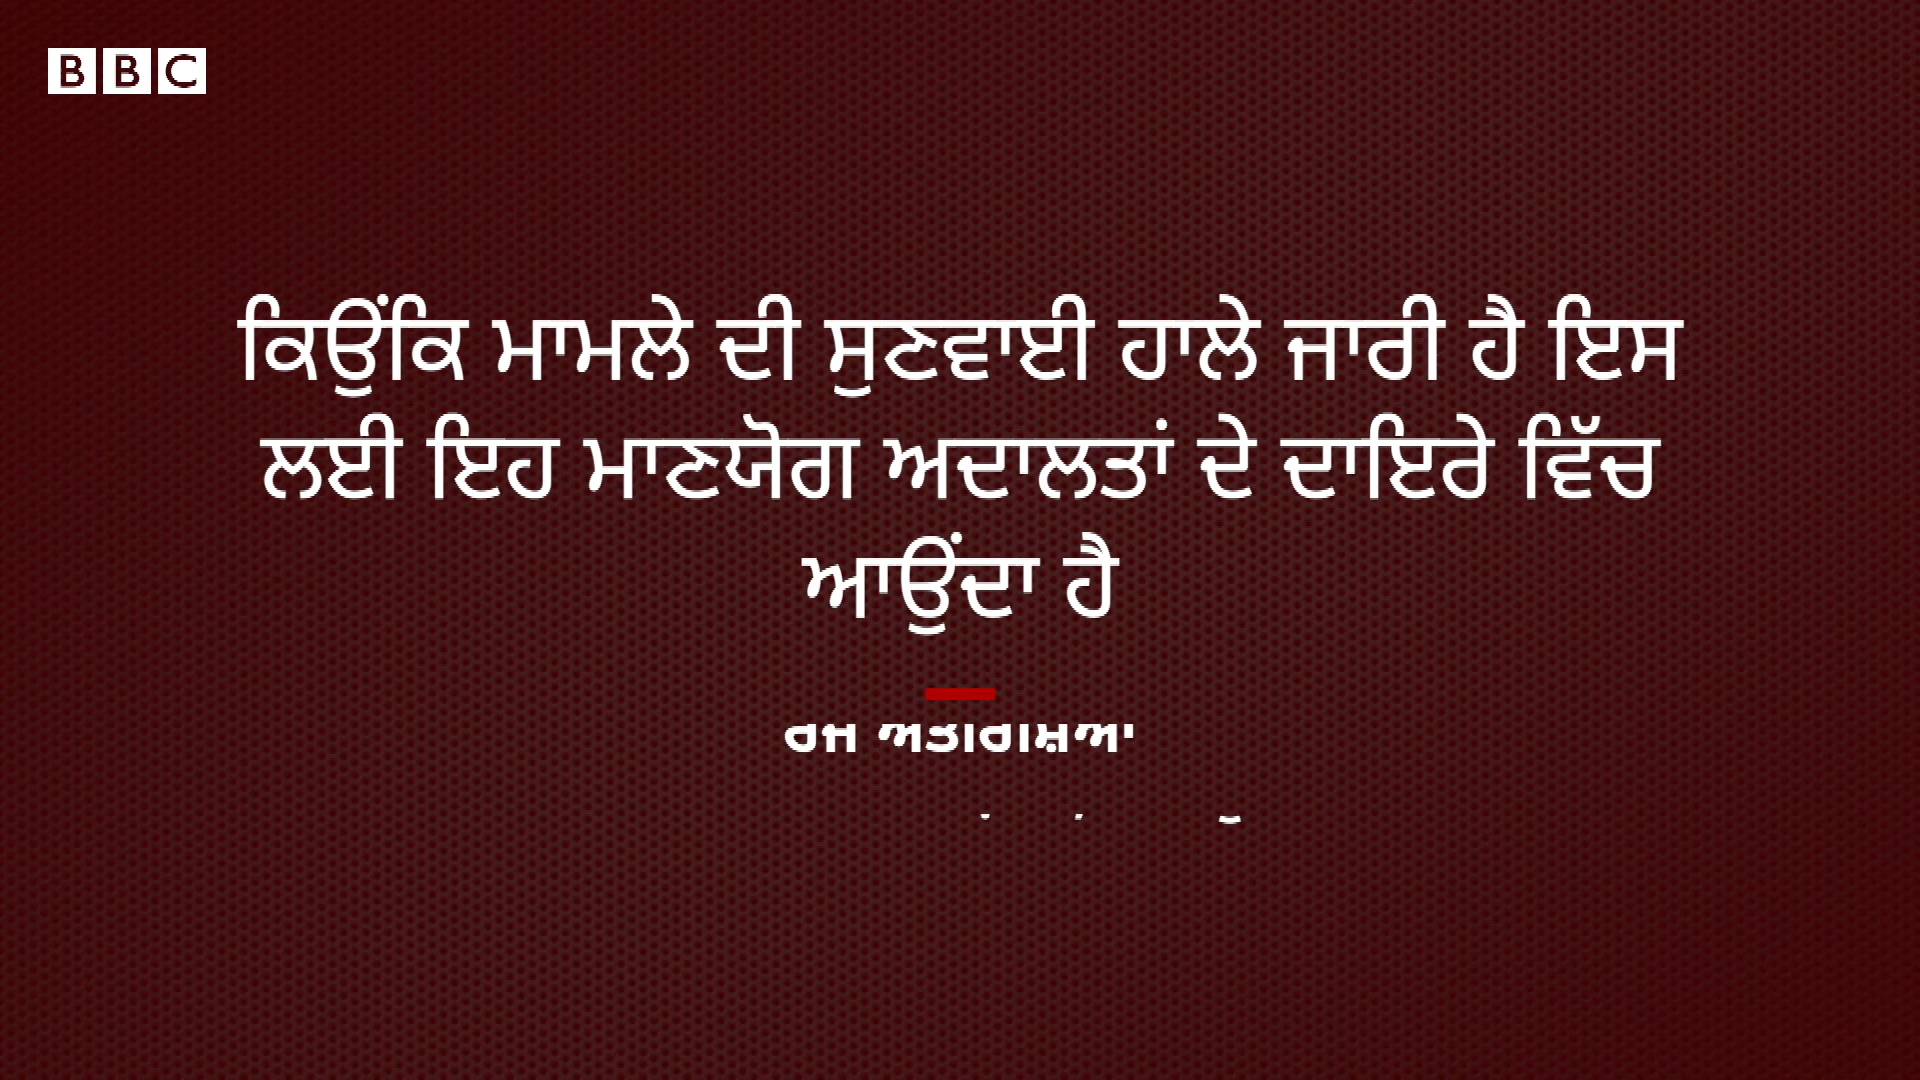 BBC
ਕਿਉਂਕਿ ਮਾਮਲੇ ਦੀ ਸੁਣਵਾਈ ਹਾਲੇ ਜਾਰੀ ਹੈ ਇਸ
ਲਈ ਇਹ ਮਾਣਯੋਗ ਅਦਾਲਤਾਂ ਦੇ ਦਾਇਰੇ ਵਿੱਚ
ਆਉਂਦਾ ਹੈ